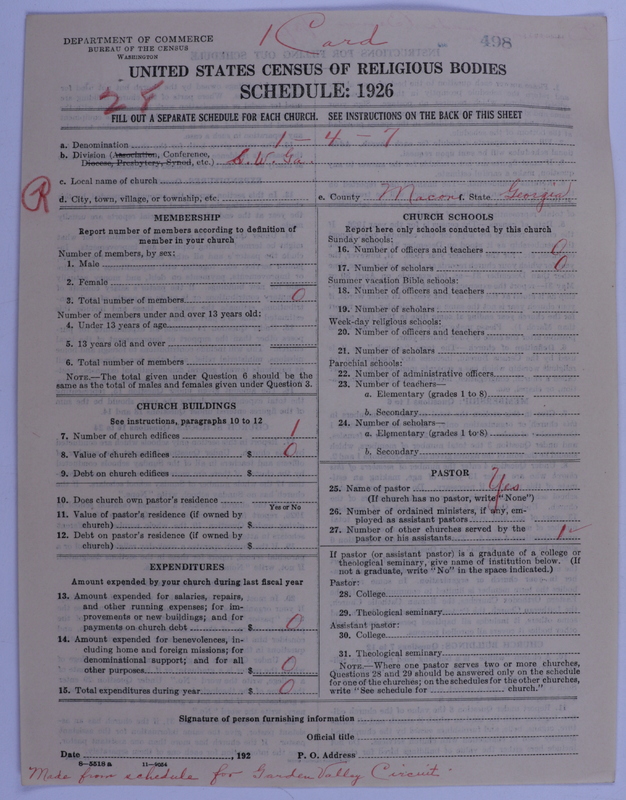 1 Card
498
DEPARTMENT OF COMMERCE
BUREAU OF THE CENSUS
WASHINGTON
UNITED STATES CENSUS OF RELIGIOUS BODIES
SCHEDULE: 1926
28
FILL OUT A SEPARATE SCHEDULE FOR EACH CHURCH. SEE INSTRUCTIONS ON THE BACK OF THIS SHEET
a. Denomination 1-4-7
b. Division (Association, Conference, Diocese, Presbytery, Synod, etc.) S. W. Ga.
c. Local name of church
R
d. City, town, village, or township, etc. e. County Macon f. State Georgia
MEMBERSHIP
Report number of members according to definition of
member in your church
Number of members, by sex:
1. Male
2. Female
3. Total number of members 0
Number of members under and over 13 years old:
4. Under 13 years of age
5. 13 years old and over
6. Total number of members
NOTE.—The total given under Question 6 should be the
same as the total of males and females given under Question 3.
CHURCH BUILDINGS
See instructions, paragraphs 10 to 12
7. Number of church edifices 1
8. Value of church edifices $ 0
9. Debt on church edifices $
10. Does church own pastor's residence
Yes or No
11. Value of pastor's residence (if owned by
church) $
12. Debt on pastor's residence (if owned by
church) $
EXPENDITURES
Amount expended by your church during last fiscal year
13. Amount expended for salaries, repairs,
and other running expenses; for im-
provements or new buildings; and for
payments on church debt $ 0
14. Amount expended for benevolences, in-
cluding home and foreign missions; for
denominational support; and for all
other purposes $ 0
15. Total expenditures during year $ 0
CHURCH SCHOOLS
Report here only schools conducted by this church
Sunday schools:
16. Number of officers and teachers 0
17. Number of scholars 0
Summer vacation Bible schools:
18. Number of officers and teachers
19. Number of scholars
Week-day religious schools:
20. Number of officers and teachers
21. Number of scholars
Parochial schools:
22. Number of administrative officers
23. Number of teachers—
a. Elementary (grades 1 to 8)
b. Secondary
24. Number of scholars—
a. Elementary (grades 1 to 8)
b. Secondary
PASTOR
25. Name of pastor Yes
(If church has no pastor, write "None")
26. Number of ordained ministers, if any, em-
ployed as assistant pastors
27. Number of other churches served by the
pastor or his assistants 1
If pastor (or assistant pastor) is a graduate of a college or
theological seminary, give name of institution below. (If
not a graduate, write "No" in the space indicated.)
Pastor:
28. College
29. Theological seminary
Assistant pastor:
30. College
31. Theological seminary
NOTE.—Where one pastor serves two or more churches,
Questions 28 and 29 should be answered only on the schedule
for one of the churches; on the schedules for the other churches,
write "See schedule for church."
Signature of person furnishing information
Official title
Date , 192 P. O. Address
8-5518 a 11-9034
Made from schedule for Garden Valley Circuit.